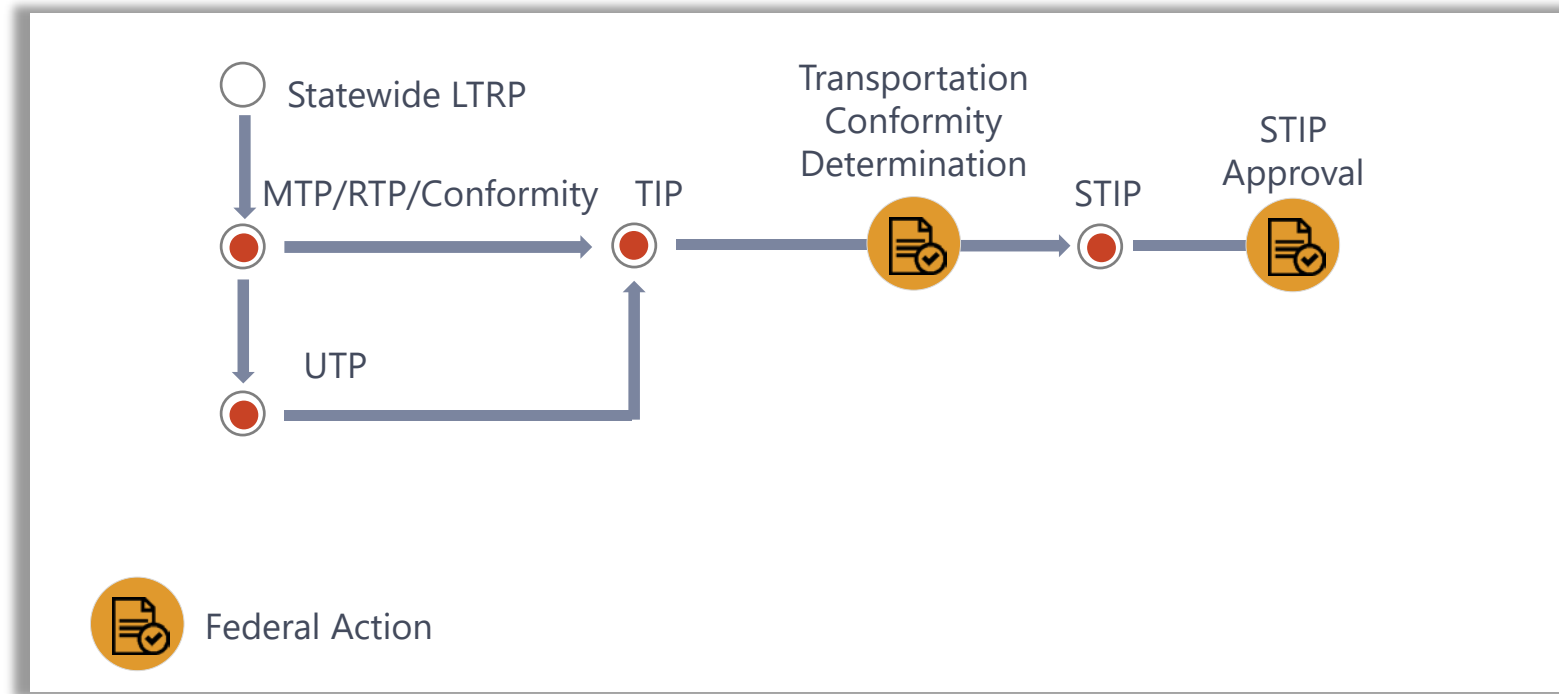 Statewide LTRP
Transportation
Conformity
Determination
STIP
Approval
MTP/RTP/Conformity
TIP
STIP
UTP
Federal Action